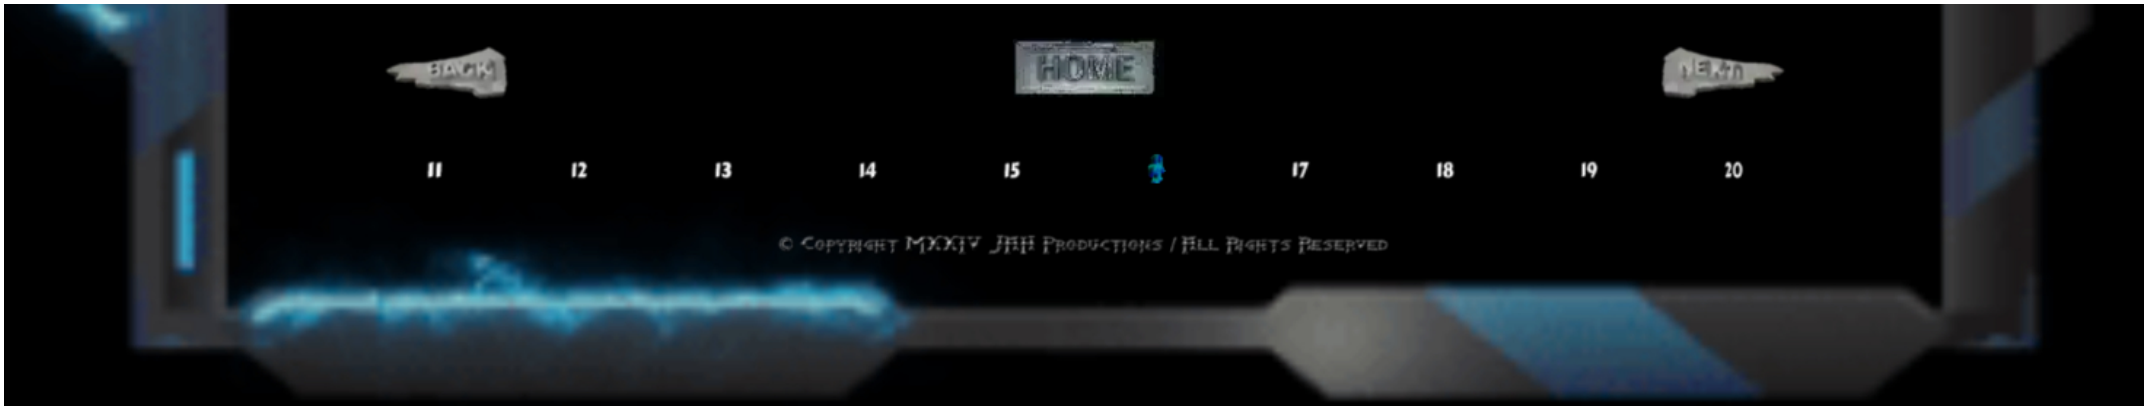 BACK HOME NEXT
11 12 13 14 15 17 18 19 20
© COPYRIGHT MXXIV JHH PRODUCTIONS / ALL RIGHTS RESERVED